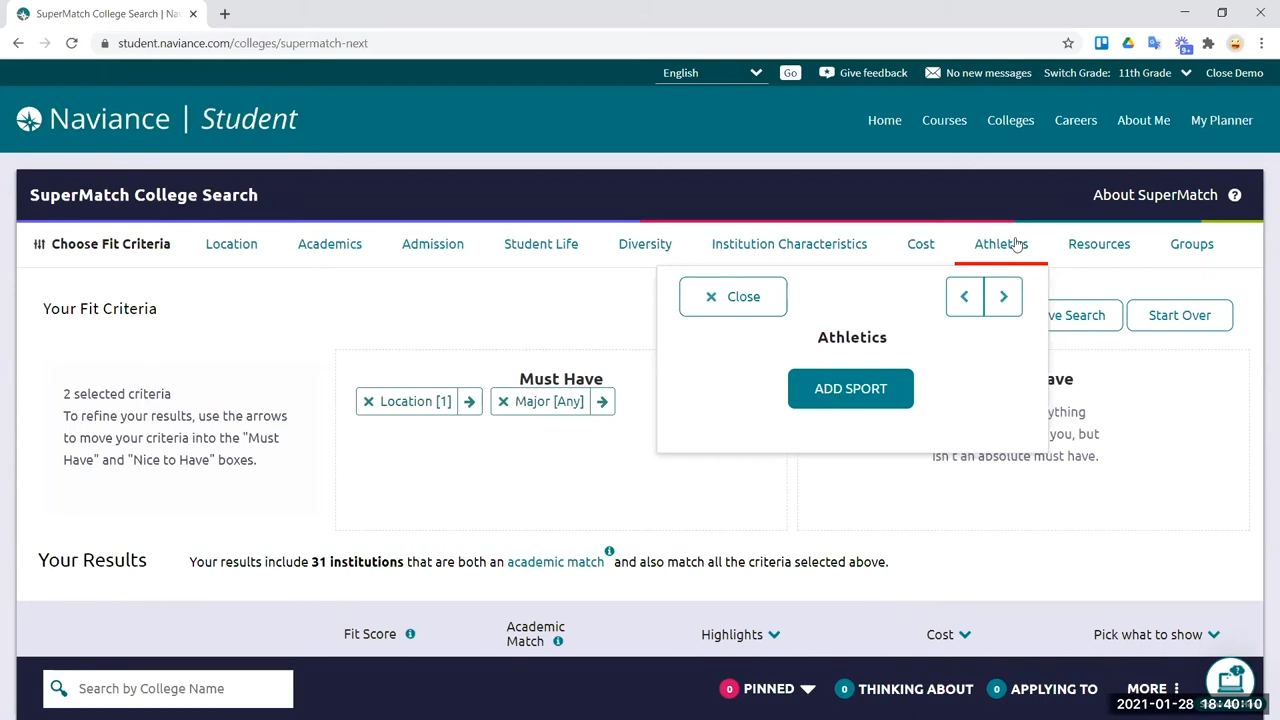 SuperMatch College Search | Nav
student.naviance.com/colleges/supermatch-next
9+
English
Go
Give feedback
No new messages
Switch Grade: 11th Grade
Close Demo
Naviance | Student
Home
Courses
Colleges
Careers
About Me
My Planner
SuperMatch College Search
About SuperMatch ?
Choose Fit Criteria
Location
Academics
Admission
Student Life
Diversity
Institution Characteristics
Cost
Athletics
Resources
Groups
Your Fit Criteria
Close
ve Search
Start Over
Athletics
ADD SPORT
2 selected criteria
To refine your results, use the arrows
to move your criteria into the "Must
Have" and "Nice to Have" boxes.
Must Have
Location [1]
Major [Any]
ave
ything
you, but
isn't an absolute must have.
Your Results
Your results include 31 institutions that are both an academic match and also match all the criteria selected above.
Fit Score
Academic
Match
Highlights
Cost
Pick what to show
Search by College Name
0 PINNED
0 THINKING ABOUT
0 APPLYING TO
MORE
2021-01-28 18:40:10